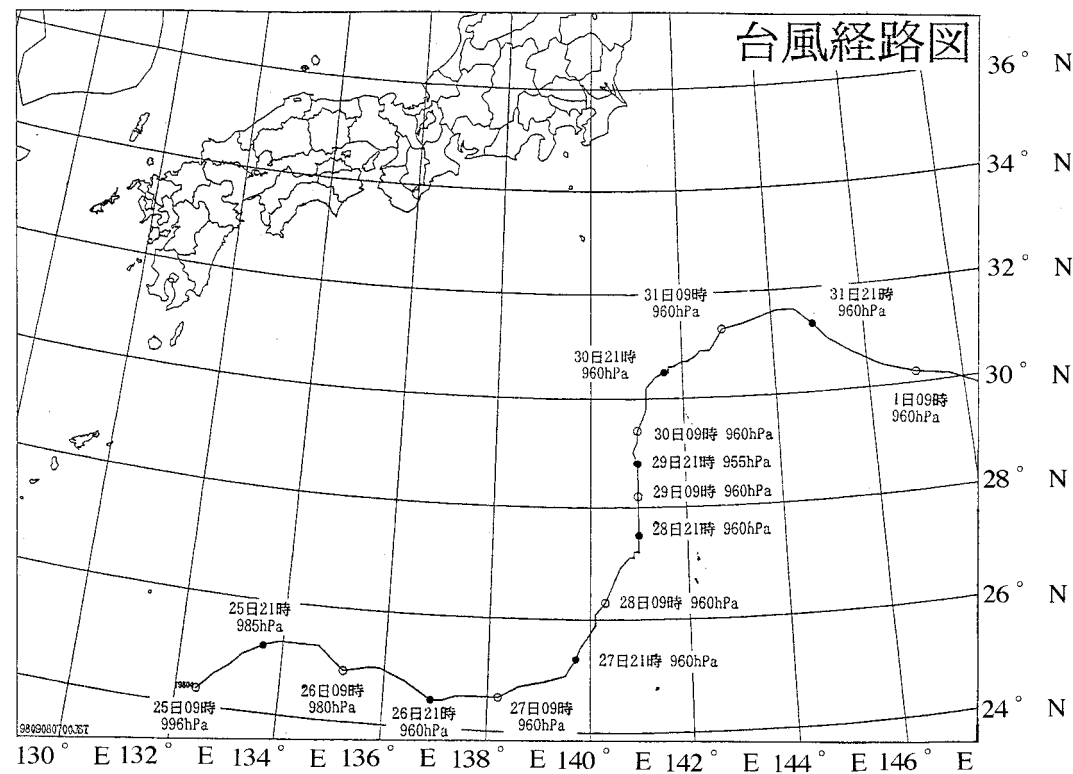 台風経路図
36° N
34° N
32° N
31日09時
960hPa
31日21時
960hPa
30日21時
960hPa
30° N
1日09時
960hPa
30日09時 960hPa
29日21時 955hPa
29日09時 960hPa
28° N
28日21時 960hPa
26° N
28日09時 960hPa
25日21時
985hPa
27日21時 960hPa
T9804
25日09時
996hPa
26日09時
980hPa
26日21時
960hPa
27日09時
960hPa
24° N
9809080700JST
130° E 132° E 134° E 136° E 138° E 140° E 142° E 144° E 146° E